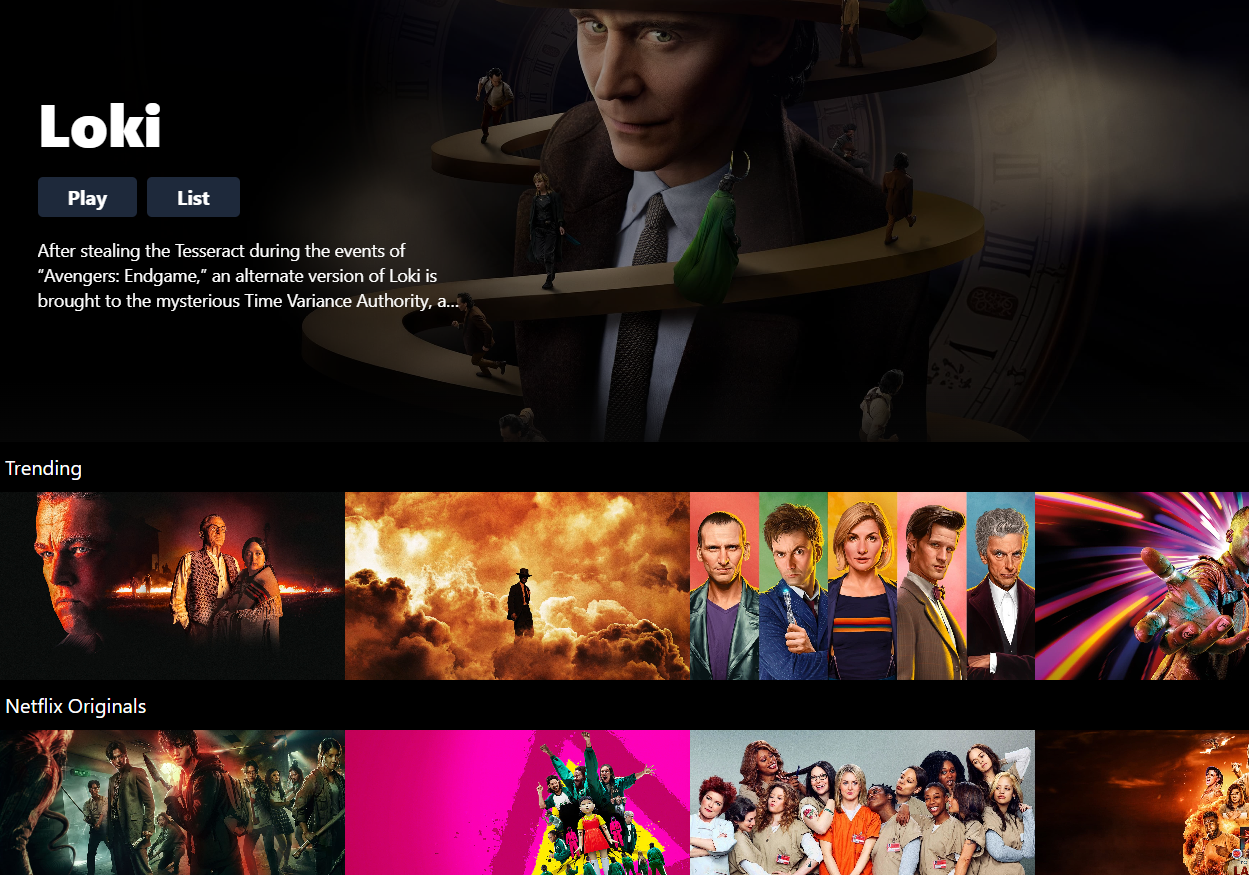 Loki
Play
List
After stealing the Tesseract during the events of
“Avengers: Endgame,” an alternate version of Loki is
brought to the mysterious Time Variance Authority, a...
Trending
Netflix Originals